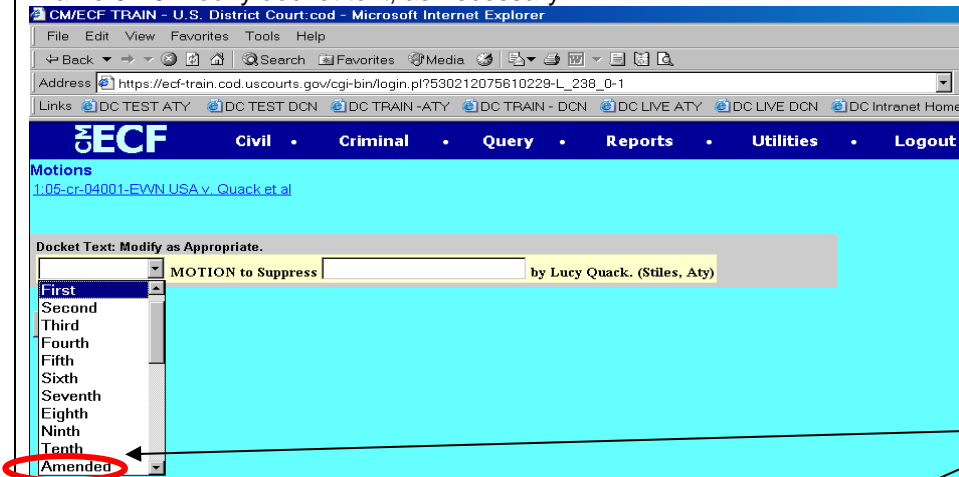 CM/ECF TRAIN - U.S. District Court:cod - Microsoft Internet Explorer
File Edit View Favorites Tools Help
Back Search Favorites Media
Address https://ecf-train.cod.uscourts.gov/cgi-bin/login.pl?530212075610229-L_238_0-1
Links DC TEST ATY DC TEST DCN DC TRAIN -ATY DC TRAIN - DCN DC LIVE ATY DC LIVE DCN DC Intranet Home
CM ECF Civil • Criminal • Query • Reports • Utilities • Logout
Motions
1:05-cr-04001-EWN USA v. Quack et al
Docket Text: Modify as Appropriate.
MOTION to Suppress by Lucy Quack. (Stiles, Aty)
First
Second
Third
Fourth
Fifth
Sixth
Seventh
Eighth
Ninth
Tenth
Amended